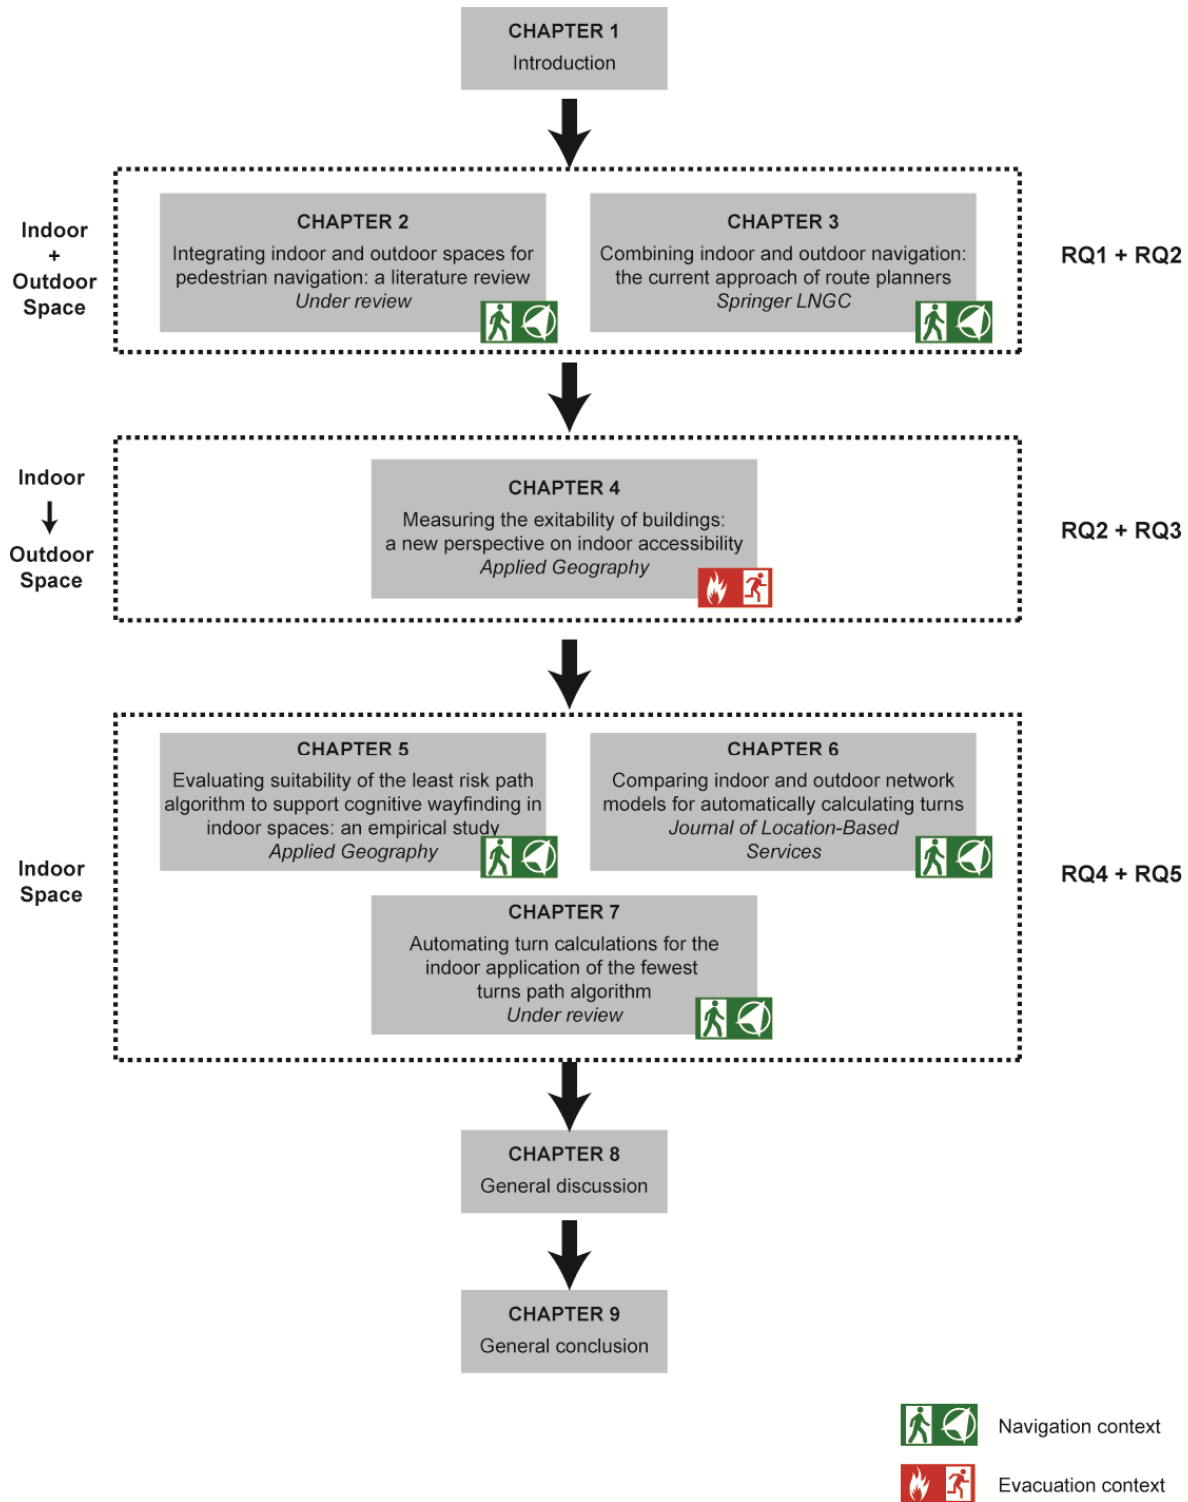 CHAPTER 1
Introduction
Indoor
+
Outdoor
Space
CHAPTER 2
Integrating indoor and outdoor spaces for
pedestrian navigation: a literature review
Under review
CHAPTER 3
Combining indoor and outdoor navigation:
the current approach of route planners
Springer LNGC
RQ1 + RQ2
Indoor
Outdoor
Space
CHAPTER 4
Measuring the exitability of buildings:
a new perspective on indoor accessibility
Applied Geography
RQ2 + RQ3
Indoor
Space
CHAPTER 5
Evaluating suitability of the least risk path
algorithm to support cognitive wayfinding in
indoor spaces: an empirical study
Applied Geography
CHAPTER 6
Comparing indoor and outdoor network
models for automatically calculating turns
Journal of Location-Based
Services
CHAPTER 7
Automating turn calculations for the
indoor application of the fewest
turns path algorithm
Under review
RQ4 + RQ5
CHAPTER 8
General discussion
CHAPTER 9
General conclusion
Navigation context
Evacuation context